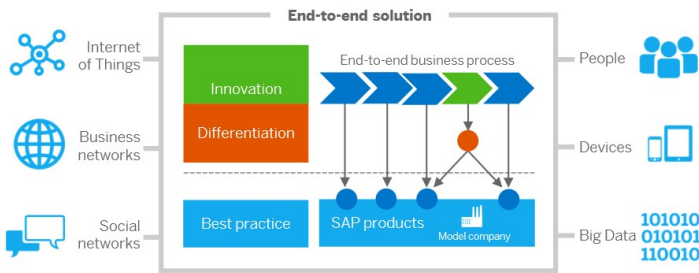 End-to-end solution
Internet
of Things
Business
networks
Social
networks
Innovation
Differentiation
Best practice
End-to-end business process
SAP products
Model company
People
Devices
Big Data
101010
010101
110010